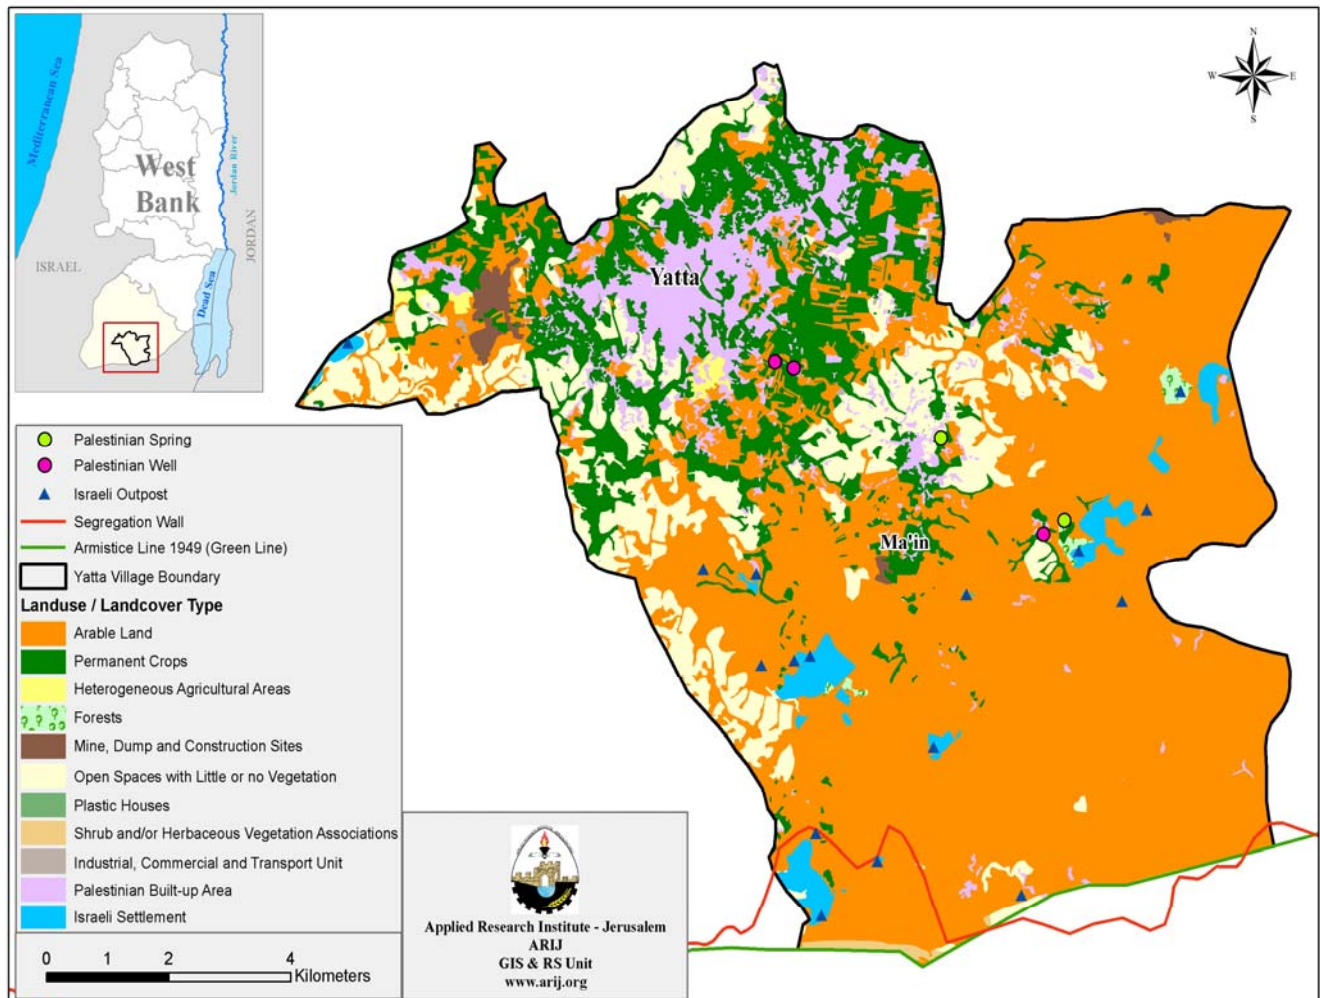 Mediterranean Sea
West
Bank
Jordan River
JORDAN
ISRAEL
Dead Sea
N
W
E
S
Yatta
Ma'in
Palestinian Spring
Palestinian Well
Israeli Outpost
Segregation Wall
Armistice Line 1949 (Green Line)
Yatta Village Boundary
Landuse / Landcover Type
Arable Land
Permanent Crops
Heterogeneous Agricultural Areas
Forests
Mine, Dump and Construction Sites
Open Spaces with Little or no Vegetation
Plastic Houses
Shrub and/or Herbaceous Vegetation Associations
Industrial, Commercial and Transport Unit
Palestinian Built-up Area
Israeli Settlement
0 1 2 4
Kilometers
Applied Research Institute - Jerusalem
ARIJ
GIS & RS Unit
www.arij.org